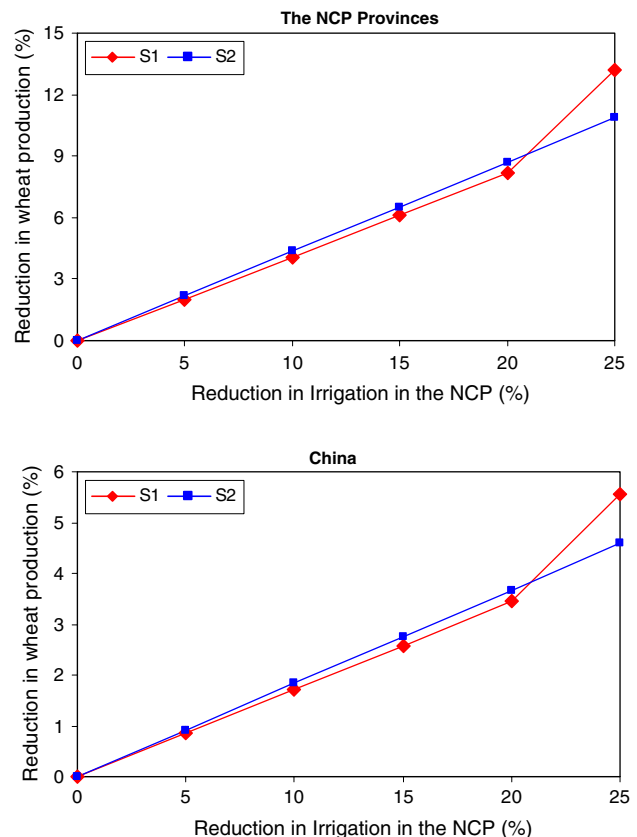 The NCP Provinces
S1 S2
Reduction in wheat production (%)
15
12
9
6
3
0
0 5 10 15 20 25
Reduction in Irrigation in the NCP (%)
China
S1 S2
Reduction in wheat production (%)
6
5
4
3
2
1
0
0 5 10 15 20 25
Reduction in Irrigation in the NCP (%)